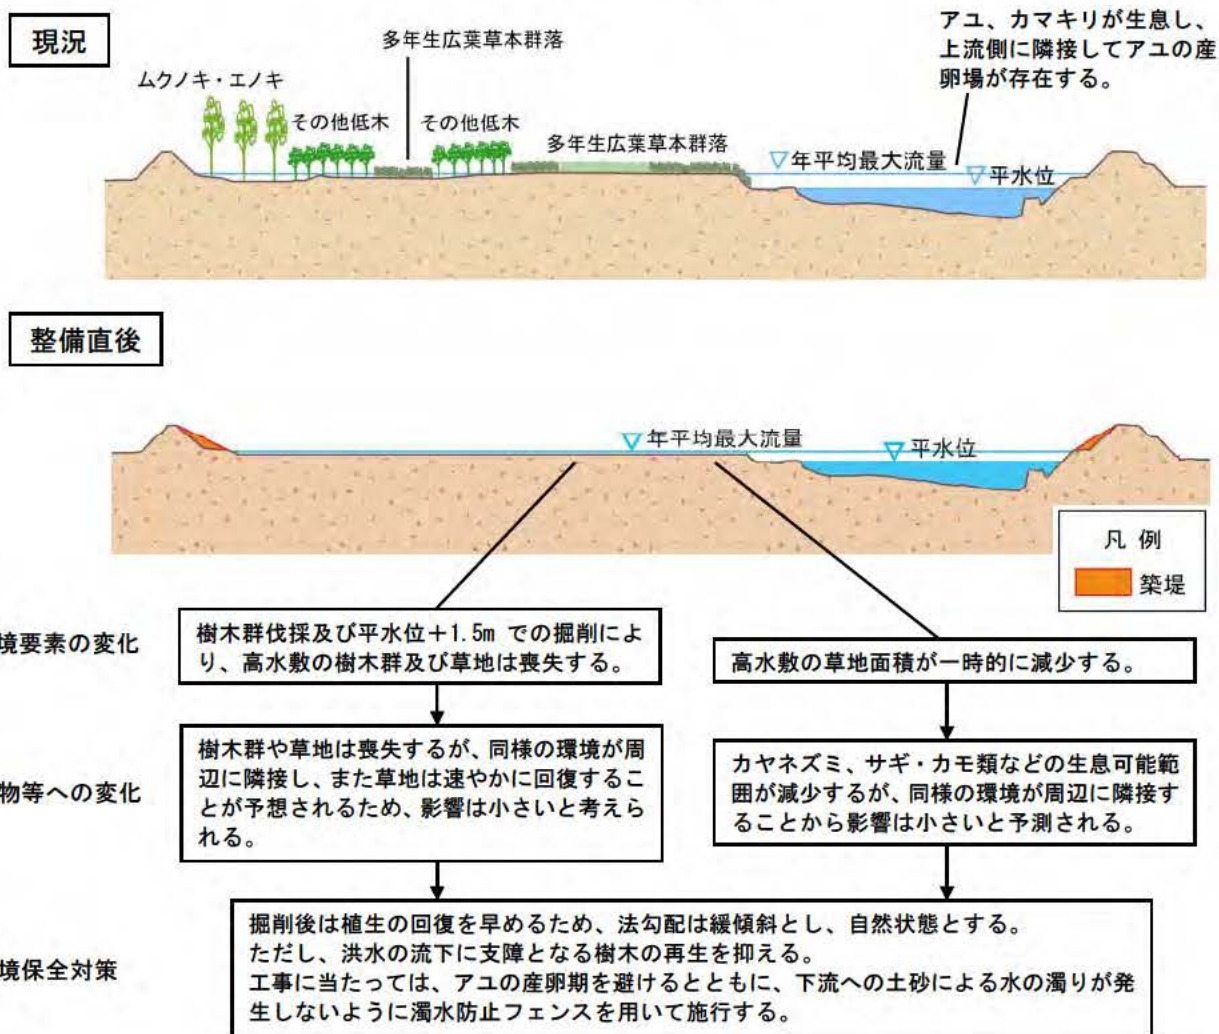 現況
多年生広葉草本群落
アユ、カマキリが生息し、
上流側に隣接してアユの産
卵場が存在する。
ムクノキ・エノキ
その他低木
その他低木
多年生広葉草本群落
▽年平均最大流量
▽平水位
整備直後
▽年平均最大流量
▽平水位
凡 例
築堤
境要素の変化
樹木群伐採及び平水位+1.5m での掘削によ
り、高水敷の樹木群及び草地は喪失する。
高水敷の草地面積が一時的に減少する。
物等への変化
樹木群や草地は喪失するが、同様の環境が周
辺に隣接し、また草地は速やかに回復するこ
とが予想されるため、影響は小さいと考えら
れる。
カヤネズミ、サギ・カモ類などの生息可能範
囲が減少するが、同様の環境が周辺に隣接す
ることから影響は小さいと予測される。
境保全対策
掘削後は植生の回復を早めるため、法勾配は緩傾斜とし、自然状態とする。
ただし、洪水の流下に支障となる樹木の再生を抑える。
工事に当たっては、アユの産卵期を避けるとともに、下流への土砂による水の濁りが発
生しないように濁水防止フェンスを用いて施行する。